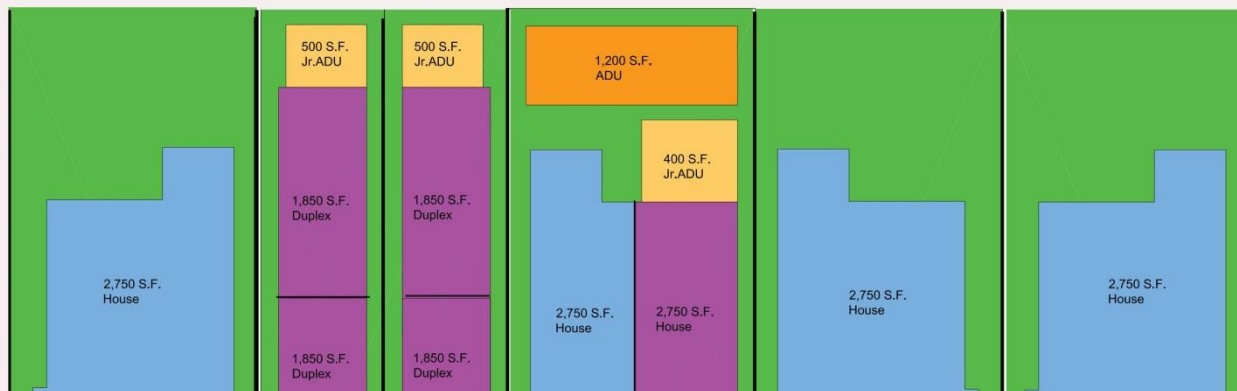 500 S.F.
Jr.ADU
500 S.F.
Jr.ADU
1,200 S.F.
ADU
400 S.F.
Jr.ADU
1,850 S.F.
Duplex
1,850 S.F.
Duplex
2,750 S.F.
House
2,750 S.F.
House
2,750 S.F.
House
2,750 S.F.
House
2,750 S.F.
House
1,850 S.F.
Duplex
1,850 S.F.
Duplex